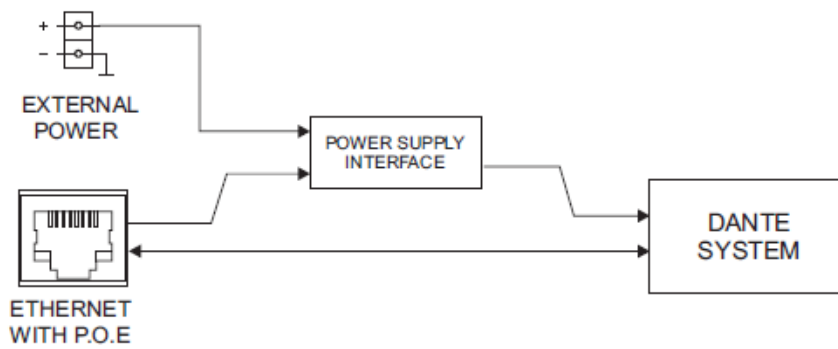 +
−
EXTERNAL
POWER
POWER SUPPLY
INTERFACE
DANTE
SYSTEM
ETHERNET
WITH P.O.E